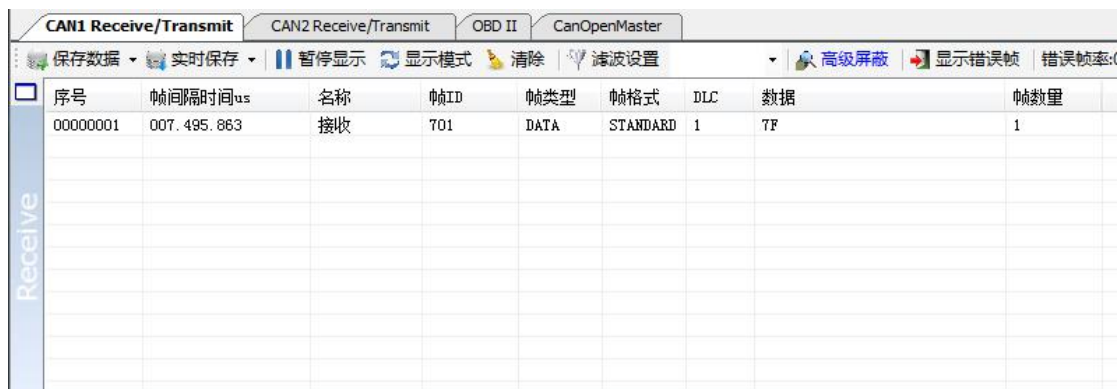 CAN1 Receive/Transmit CAN2 Receive/Transmit OBD II CanOpenMaster
保存数据 实时保存 暂停显示 显示模式 清除 滤波设置 高级屏蔽 显示错误帧 错误帧率:
序号 帧间隔时间us 名称 帧ID 帧类型 帧格式 DLC 数据 帧数量
00000001 007.495.863 接收 701 DATA STANDARD 1 7F 1
Receive